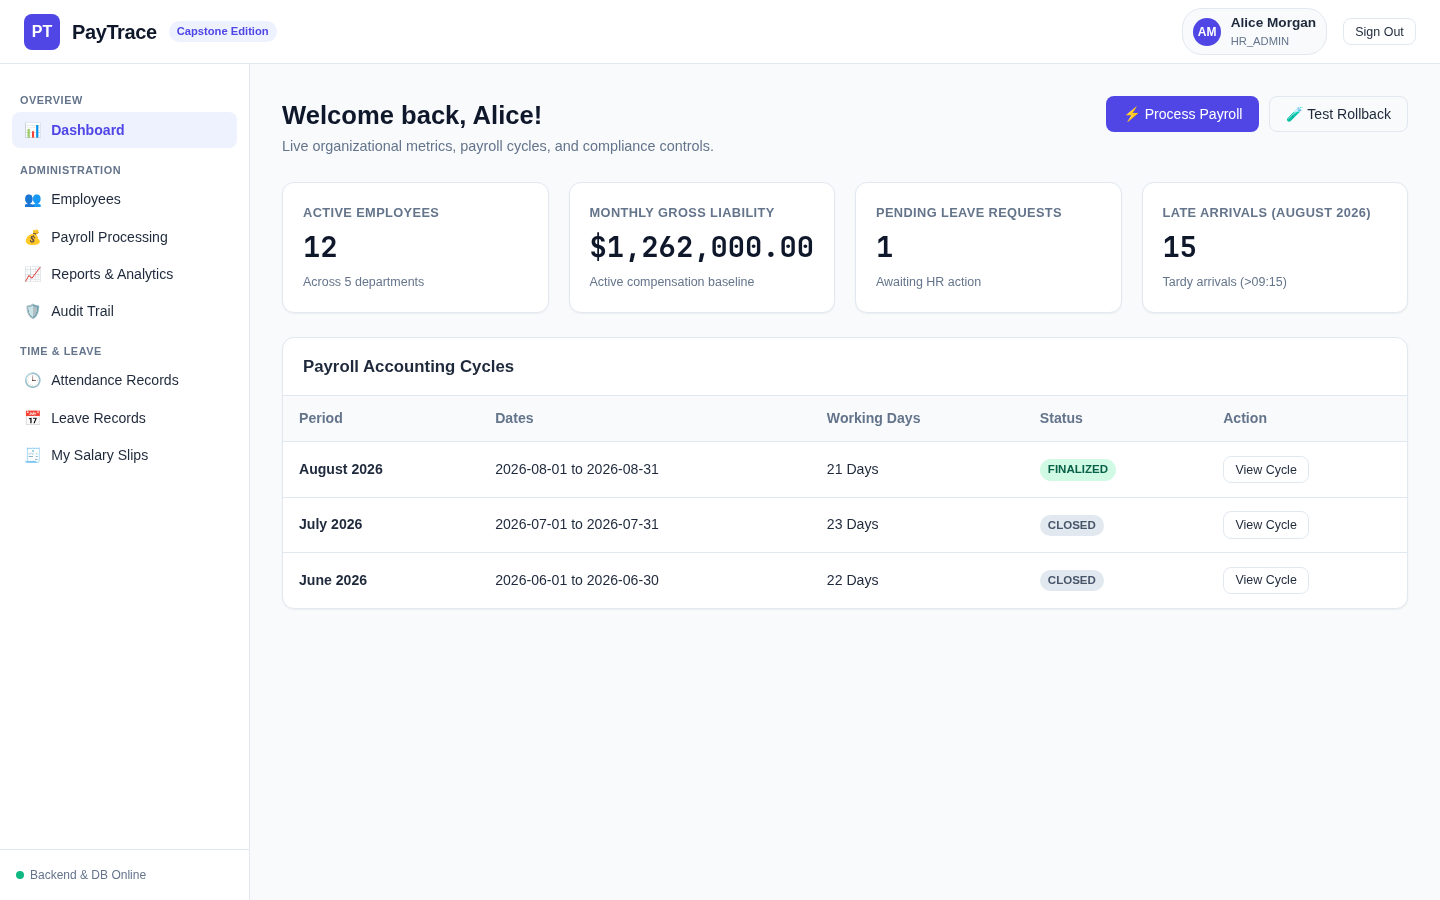 PT PayTrace Capstone Edition
AM Alice Morgan
HR_ADMIN
Sign Out
OVERVIEW
Dashboard
ADMINISTRATION
Employees
Payroll Processing
Reports & Analytics
Audit Trail
TIME & LEAVE
Attendance Records
Leave Records
My Salary Slips
Backend & DB Online
Welcome back, Alice!
Live organizational metrics, payroll cycles, and compliance controls.
Process Payroll
Test Rollback
ACTIVE EMPLOYEES
12
Across 5 departments
MONTHLY GROSS LIABILITY
$1,262,000.00
Active compensation baseline
PENDING LEAVE REQUESTS
1
Awaiting HR action
LATE ARRIVALS (AUGUST 2026)
15
Tardy arrivals (>09:15)
Payroll Accounting Cycles
Period Dates Working Days Status Action
August 2026 2026-08-01 to 2026-08-31 21 Days FINALIZED View Cycle
July 2026 2026-07-01 to 2026-07-31 23 Days CLOSED View Cycle
June 2026 2026-06-01 to 2026-06-30 22 Days CLOSED View Cycle